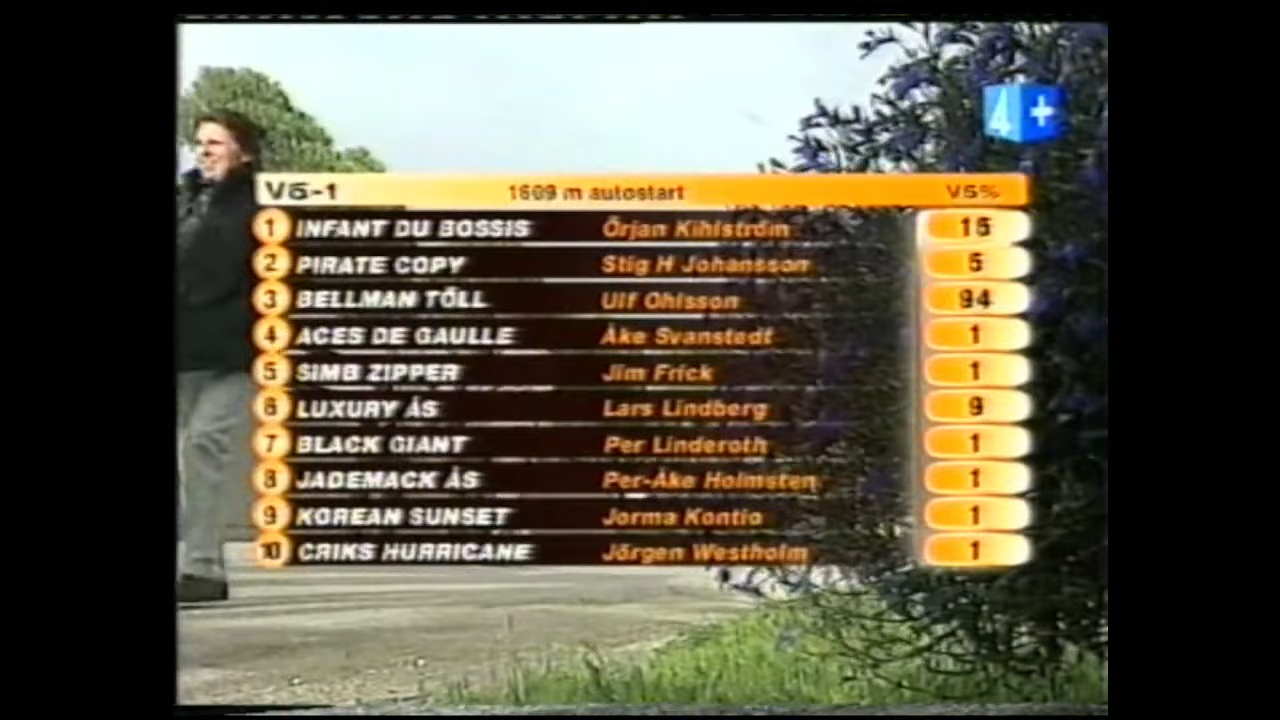 4+
V5-1 1609 m autostart V5%
1 INFANT DU BOSSIS Örjan Kihlström 16
2 PIRATE COPY Stig H Johansson 5
3 BELLMAN TÖLL Ulf Ohlsson 94
4 ACES DE GAULLE Åke Svanstedt 1
5 SIMB ZIPPER Jim Frick 1
6 LUXURY ÅS Lars Lindberg 9
7 BLACK GIANT Per Linderoth 1
8 JADEMACK ÅS Per-Åke Holmsten 1
9 KOREAN SUNSET Jorma Kontio 1
10 CRIKS HURRICANE Jörgen Westholm 1